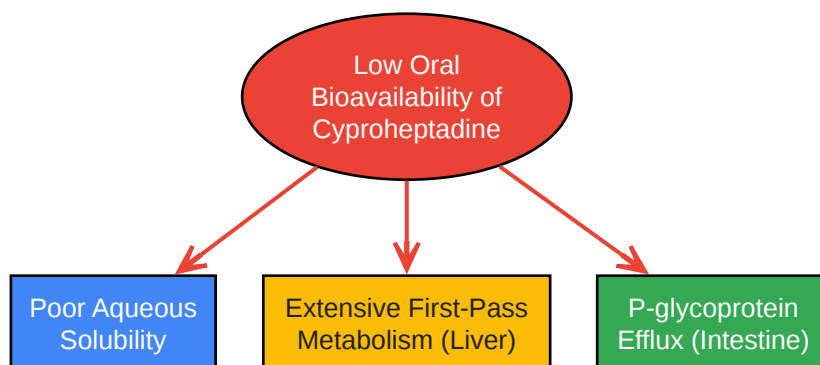 Low Oral
Bioavailability of
Cyproheptadine
Poor Aqueous
Solubility
Extensive First-Pass
Metabolism (Liver)
P-glycoprotein
Efflux (Intestine)